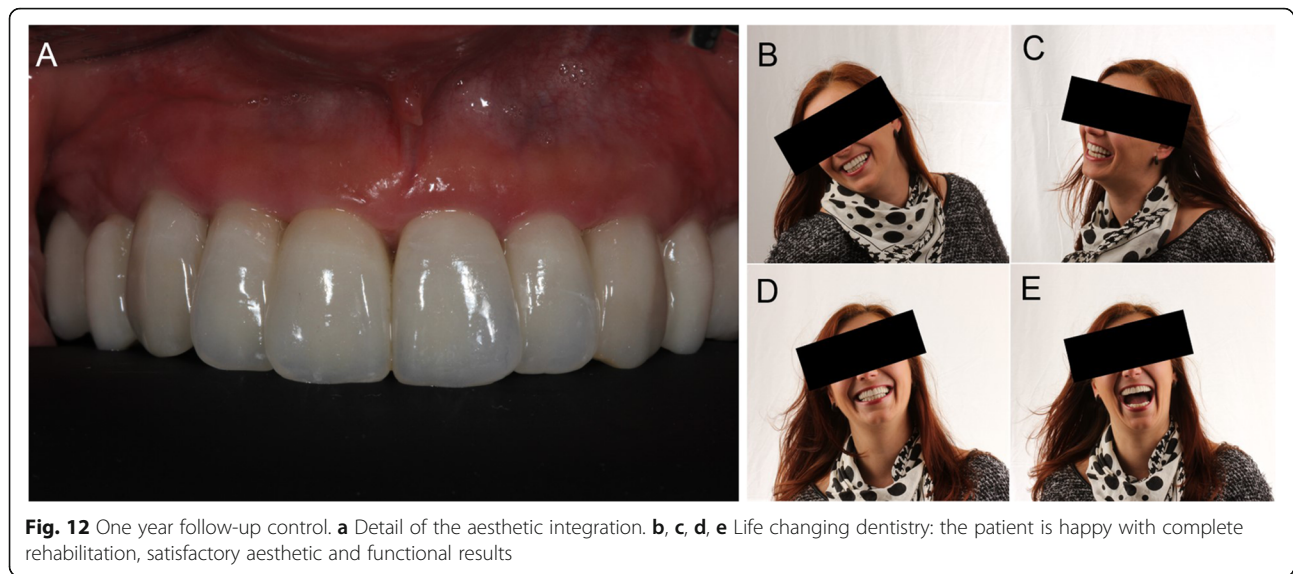 A
B
C
D
E
Fig. 12 One year follow-up control. a Detail of the aesthetic integration. b, c, d, e Life changing dentistry: the patient is happy with complete
rehabilitation, satisfactory aesthetic and functional results